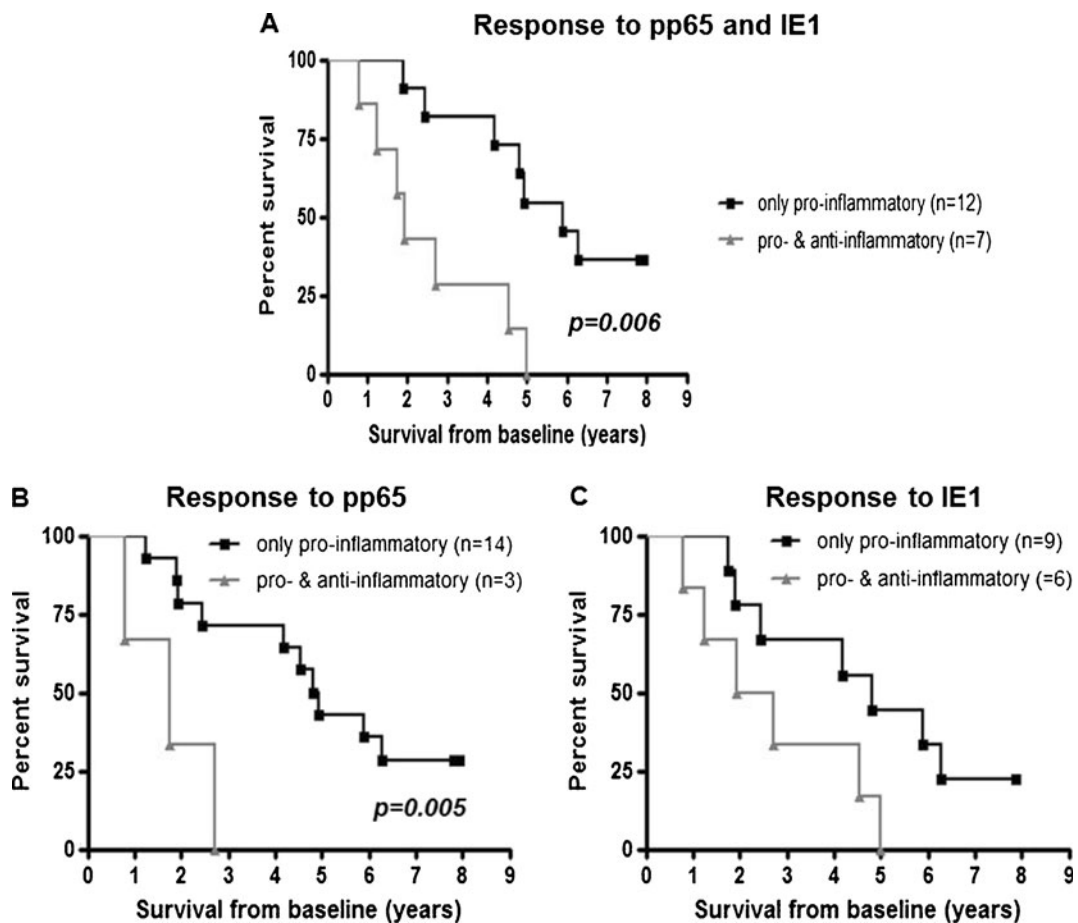 A
Response to pp65 and IE1
Percent survival
100
75
50
25
0
0 1 2 3 4 5 6 7 8 9
Survival from baseline (years)
only pro-inflammatory (n=12)
pro- & anti-inflammatory (n=7)
p=0.006
B
Response to pp65
Percent survival
100
75
50
25
0
0 1 2 3 4 5 6 7 8 9
Survival from baseline (years)
only pro-inflammatory (n=14)
pro- & anti-inflammatory (n=3)
p=0.005
C
Response to IE1
Percent survival
100
75
50
25
0
0 1 2 3 4 5 6 7 8 9
Survival from baseline (years)
only pro-inflammatory (n=9)
pro- & anti-inflammatory (=6)